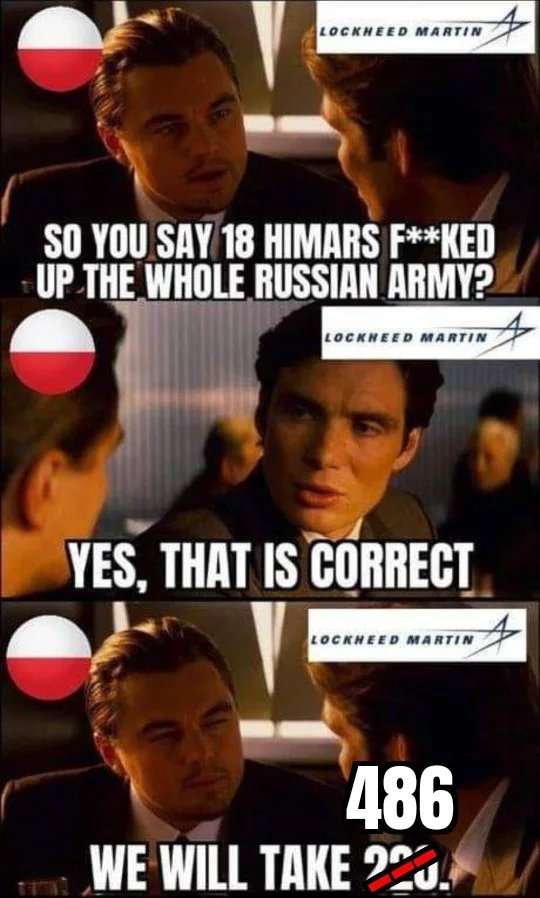 LOCKHEED MARTIN
SO YOU SAY 18 HIMARS F**KED
UP THE WHOLE RUSSIAN ARMY?
LOCKHEED MARTIN
YES, THAT IS CORRECT
LOCKHEED MARTIN
486
WE WILL TAKE